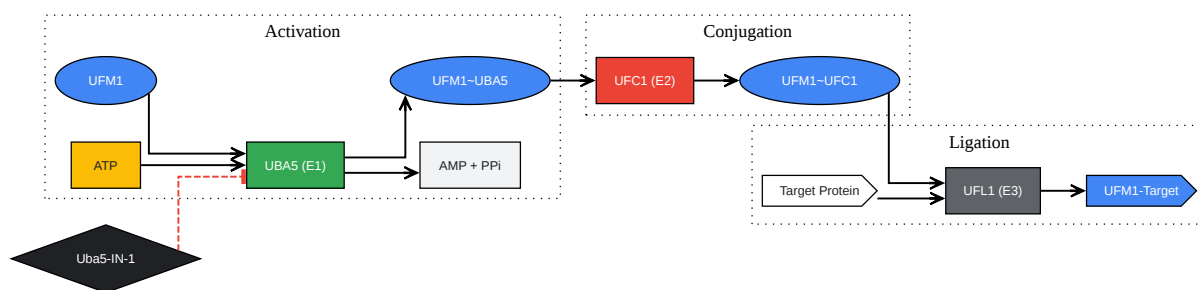 Activation
UFM1
UFM1~UBA5
ATP
UBA5 (E1)
AMP + PPi
Uba5-IN-1
Conjugation
UFC1 (E2)
UFM1~UFC1
Ligation
Target Protein
UFL1 (E3)
UFM1-Target